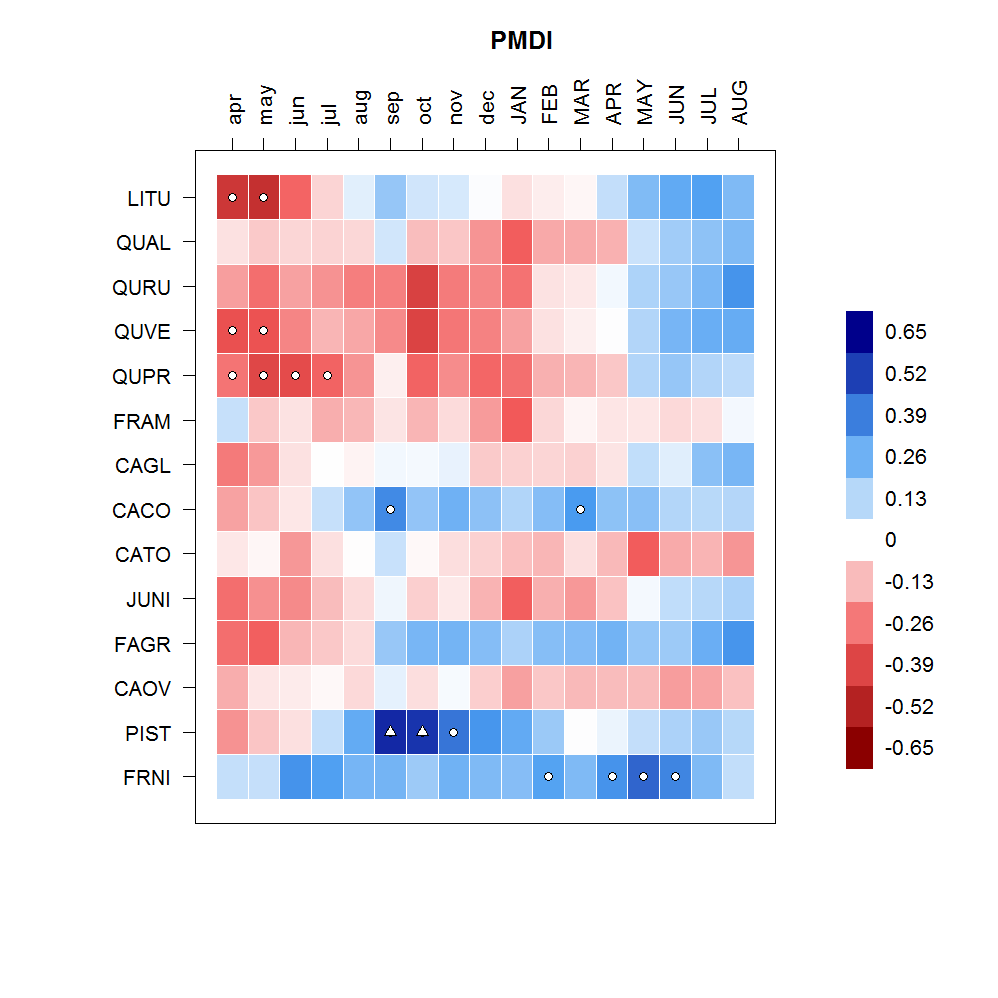 PMDI
apr may jun jul aug sep oct nov dec JAN FEB MAR APR MAY JUN JUL AUG
LITU
QUAL
QURU
QUVE
QUPR
FRAM
CAGL
CACO
CATO
JUNI
FAGR
CAOV
PIST
FRNI
0.65
0.52
0.39
0.26
0.13
0
-0.13
-0.26
-0.39
-0.52
-0.65